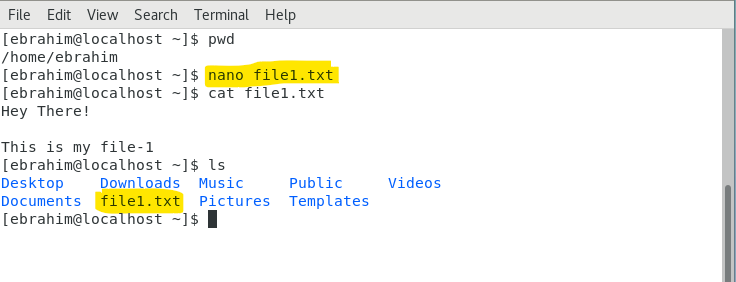 File Edit View Search Terminal Help
[ebrahim@localhost ~]$ pwd
/home/ebrahim
[ebrahim@localhost ~]$ nano file1.txt
[ebrahim@localhost ~]$ cat file1.txt
Hey There!
This is my file-1
[ebrahim@localhost ~]$ ls
Desktop Downloads Music Public Videos
Documents file1.txt Pictures Templates
[ebrahim@localhost ~]$